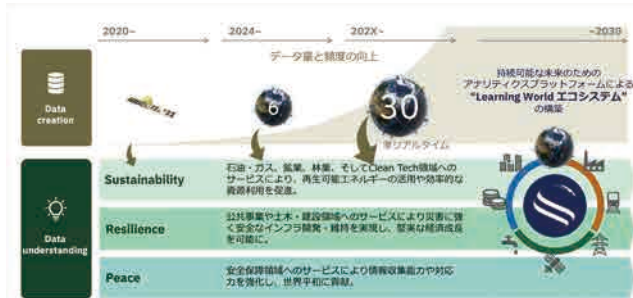 2020~
2024~
202X~
~2030
データ量と頻度の向上
6
30
準リアルタイム
持続可能な未来のための
アナリティクスプラットフォームによる
"Learning World エコシステム"
の構築
Data
creation
Data
understanding
Sustainability
石油・ガス、鉱業、林業、そしてClean Tech領域への
サービスにより、再生可能エネルギーの活用や効率的な
資源利用を促進。
Resilience
公共事業や土木・建設領域へのサービスにより災害に強
く安全なインフラ開発・維持を実現し、堅実な経済成長
を可能に。
Peace
安全保障領域へのサービスにより情報収集能力や対応
力を強化し、世界平和に貢献。